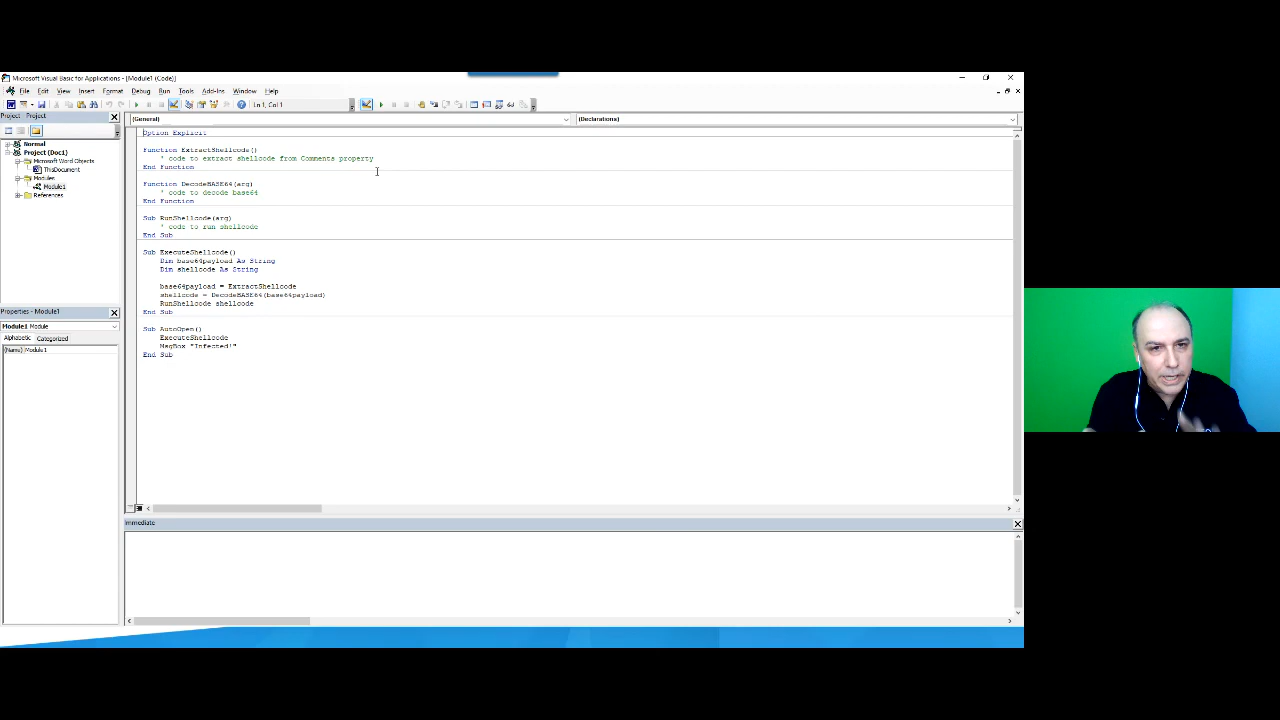 Microsoft Visual Basic for Applications - [Module1 (Code)]
File Edit View Insert Format Debug Run Tools Add-Ins Window Help
Ln 1, Col 1
Project - Project
(General)
(Declarations)
Normal
Project (Doc1)
Microsoft Word Objects
ThisDocument
Modules
Module1
References
Option Explicit
Function ExtractShellcode()
' code to extract shellcode from Comments property
End Function
Function DecodeBASE64(arg)
' code to decode base64
End Function
Sub RunShellcode(arg)
' code to run shellcode
End Sub
Sub ExecuteShellcode()
Dim base64payload As String
Dim shellcode As String
base64payload = ExtractShellcode
shellcode = DecodeBASE64(base64payload)
RunShellcode shellcode
End Sub
Sub AutoOpen()
ExecuteShellcode
MsgBox "Infected!"
End Sub
Properties - Module1
Module1 Module
Alphabetic Categorized
(Name) Module1
Immediate